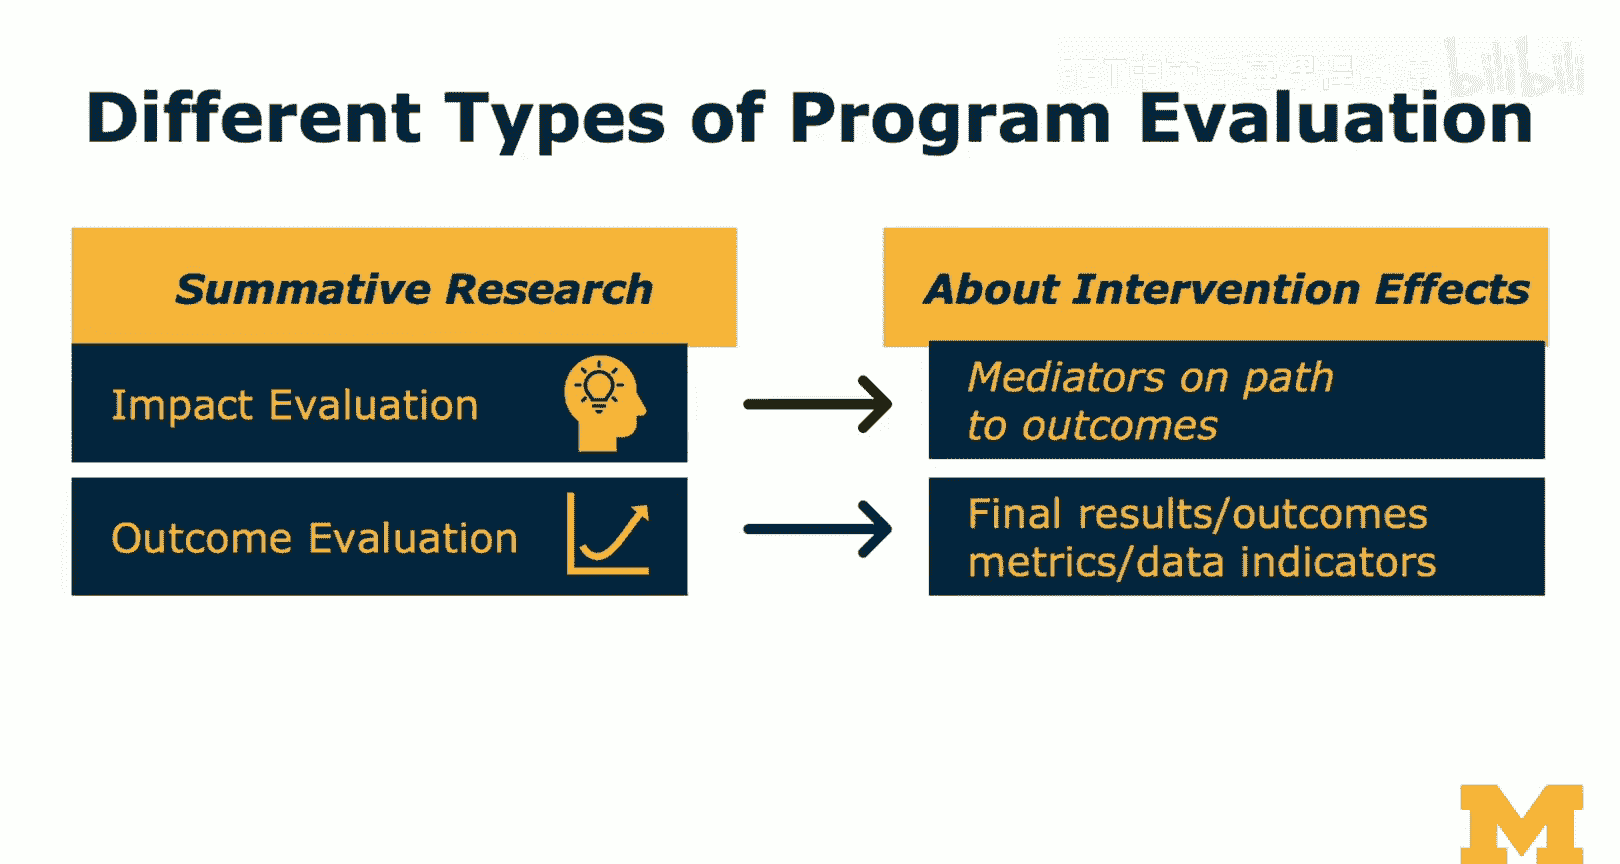 bilibili
Different Types of Program Evaluation
Summative Research
About Intervention Effects
Impact Evaluation
Mediators on path
to outcomes
Outcome Evaluation
Final results/outcomes
metrics/data indicators
M